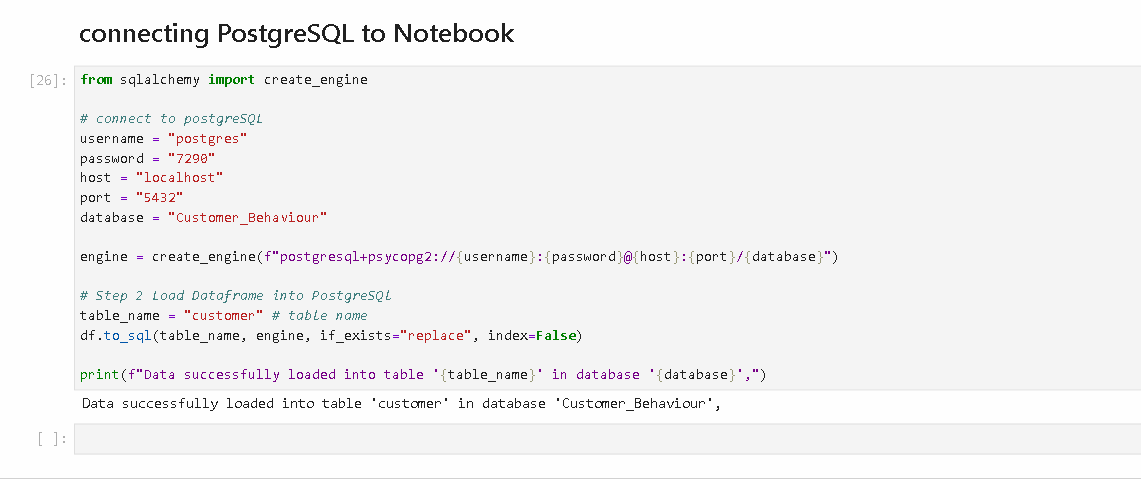 connecting PostgreSQL to Notebook
[26]: from sqlalchemy import create_engine
# connect to postgreSQL
username = "postgres"
password = "7290"
host = "localhost"
port = "5432"
database = "Customer_Behaviour"
engine = create_engine(f"postgresql+psycopg2://{username}:{password}@{host}:{port}/{database}")
# Step 2 Load Dataframe into PostgreSQL
table_name = "customer" # table name
df.to_sql(table_name, engine, if_exists="replace", index=False)
print(f"Data successfully loaded into table '{table_name}' in database '{database}',")
Data successfully loaded into table 'customer' in database 'Customer_Behaviour',
[ ]: